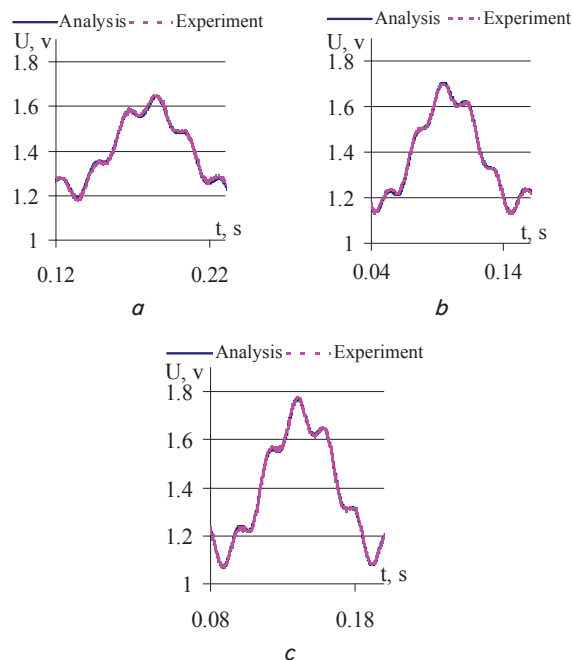 Analysis Experiment
U, v
1.8
1.6
1.4
1.2
1
t, s
0.12 0.22
a
Analysis Experiment
U, v
1.8
1.6
1.4
1.2
1
t, s
0.04 0.14
b
Analysis Experiment
U, v
1.8
1.6
1.4
1.2
1
t, s
0.08 0.18
c